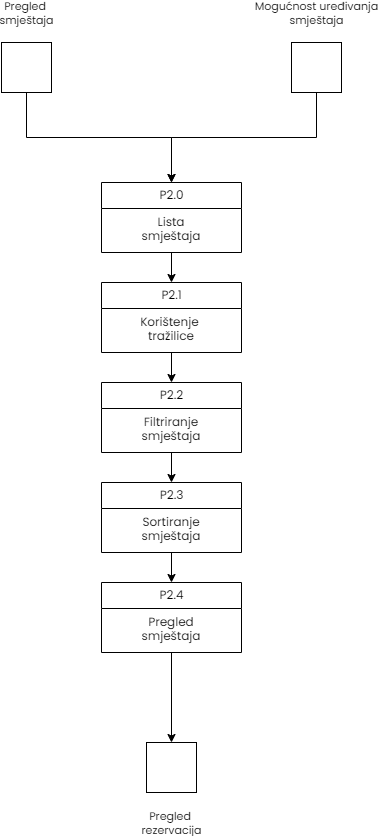 Pregled
smještaja
Mogućnost uređivanja
smještaja
P2.0
Lista
smještaja
P2.1
Korištenje
tražilice
P2.2
Filtriranje
smještaja
P2.3
Sortiranje
smještaja
P2.4
Pregled
smještaja
Pregled
rezervacija